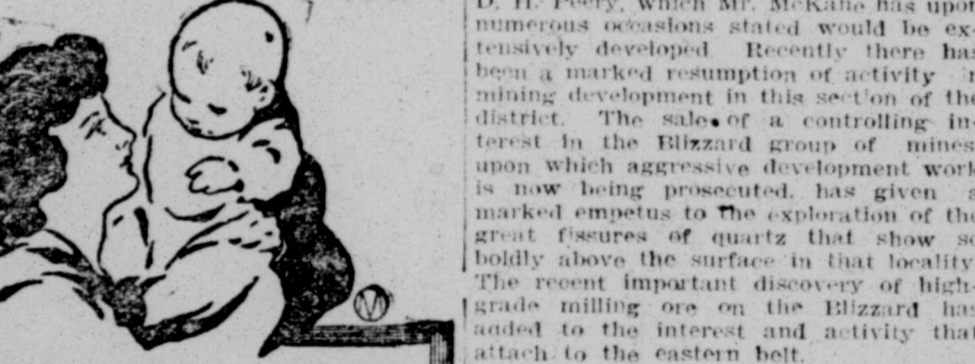 D. H. Peery, which Mr. McKane has upon
numerous occasions stated would be ex-
tensively developed Recently there has
been a marked resumption of activity in
mining development in this section of the
district. The sale of a controlling in-
terest in the Blizzard group of mines
upon which aggressive development work
is now being prosecuted, has given a
marked empetus to the exploration of the
great fissures of quartz that show so
boldly above the surface in that locality
The recent important discovery of high-
grade milling ore on the Blizzard has
added to the interest and activity that
attach to the eastern belt.